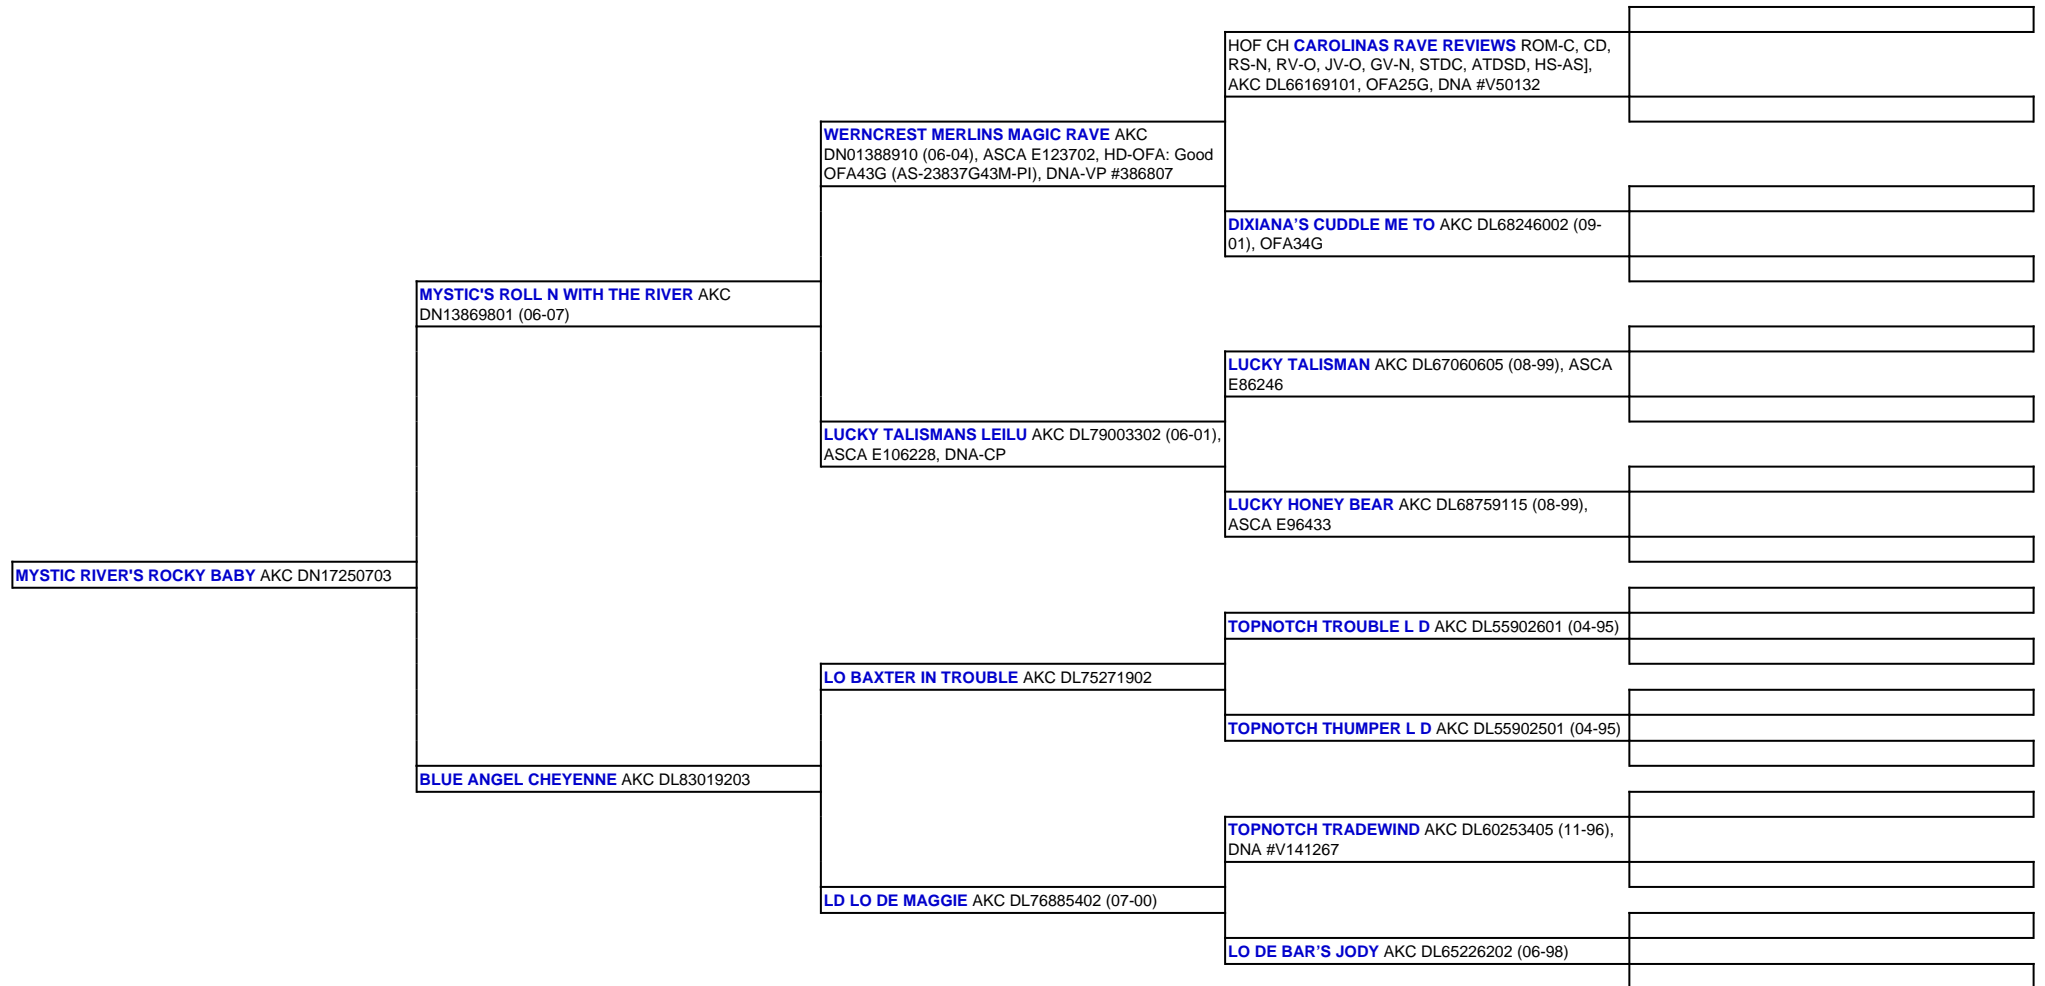 HOF CH CAROLINAS RAVE REVIEWS ROM-C, CD,
RS-N, RV-O, JV-O, GV-N, STDC, ATDSD, HS-AS],
AKC DL66169101, OFA25G, DNA #V50132
WERNCREST MERLINS MAGIC RAVE AKC
DN01388910 (06-04), ASCA E123702, HD-OFA: Good
OFA43G (AS-23837G43M-PI), DNA-VP #386807
DIXIANA’S CUDDLE ME TO AKC DL68246002 (09-
01), OFA34G
MYSTIC'S ROLL N WITH THE RIVER AKC
DN13869801 (06-07)
LUCKY TALISMAN AKC DL67060605 (08-99), ASCA
E86246
LUCKY TALISMANS LEILU AKC DL79003302 (06-01),
ASCA E106228, DNA-CP
LUCKY HONEY BEAR AKC DL68759115 (08-99),
ASCA E96433
MYSTIC RIVER'S ROCKY BABY AKC DN17250703
TOPNOTCH TROUBLE L D AKC DL55902601 (04-95)
LO BAXTER IN TROUBLE AKC DL75271902
TOPNOTCH THUMPER L D AKC DL55902501 (04-95)
BLUE ANGEL CHEYENNE AKC DL83019203
TOPNOTCH TRADEWIND AKC DL60253405 (11-96),
DNA #V141267
LD LO DE MAGGIE AKC DL76885402 (07-00)
LO DE BAR’S JODY AKC DL65226202 (06-98)